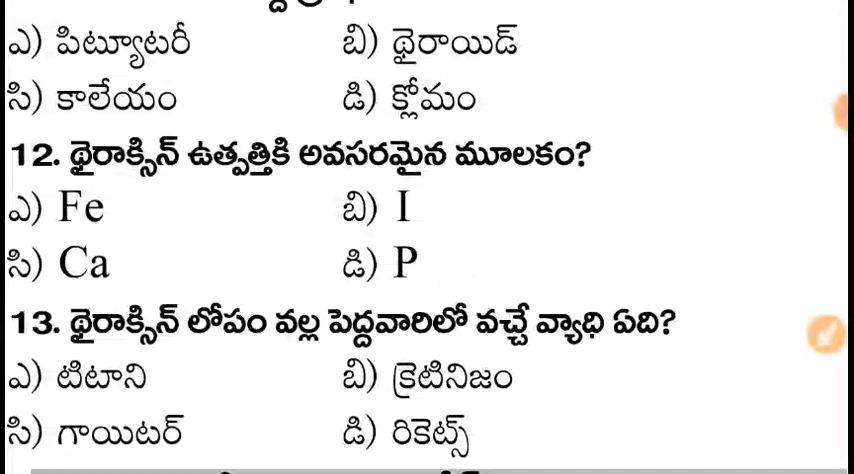 ఎ) పిట్యూటరీ బి) థైరాయిడ్
సి) కాలేయం డి) క్లోమం
12. థైరాక్సిన్ ఉత్పత్తికి అవసరమైన మూలకం?
ఎ) Fe బి) I
సి) Ca డి) P
13. థైరాక్సిన్ లోపం వల్ల పెద్దవారిలో వచ్చే వ్యాధి ఏది?
ఎ) టిటాని బి) క్రెటినిజం
సి) గాయిటర్ డి) రికెట్స్